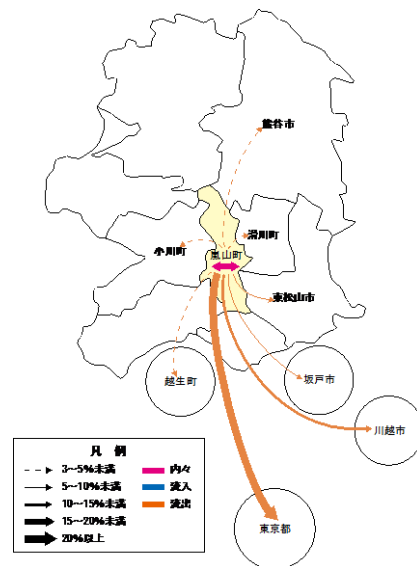 熊谷市
滑川町
小川町
嵐山町
東松山市
越生町
坂戸市
川越市
東京都
凡 例
3～5％未満
内々
5～10％未満
流入
10～15％未満
流出
15～20％未満
20％以上